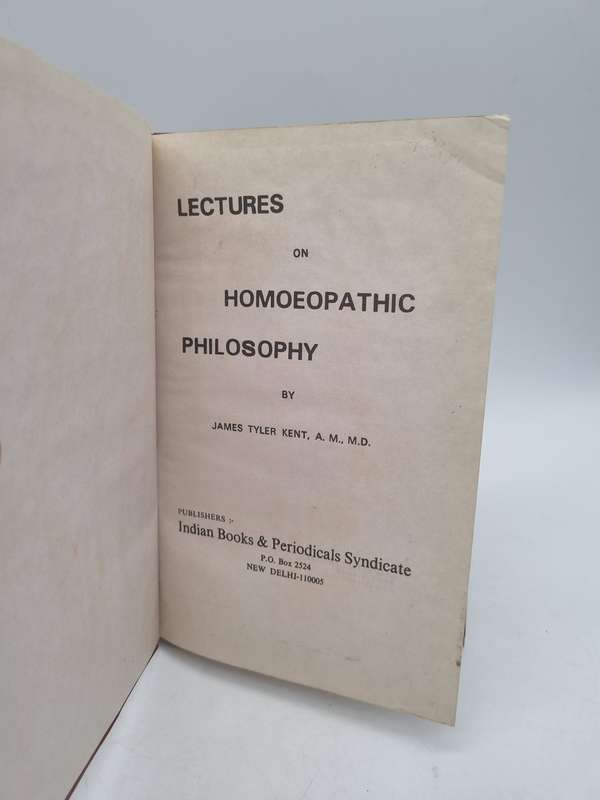 LECTURES
ON
HOMOEOPATHIC
PHILOSOPHY
BY
JAMES TYLER KENT, A. M., M.D.
PUBLISHERS :-
Indian Books & Periodicals Syndicate
P.O. Box 2524
NEW DELHI-110005